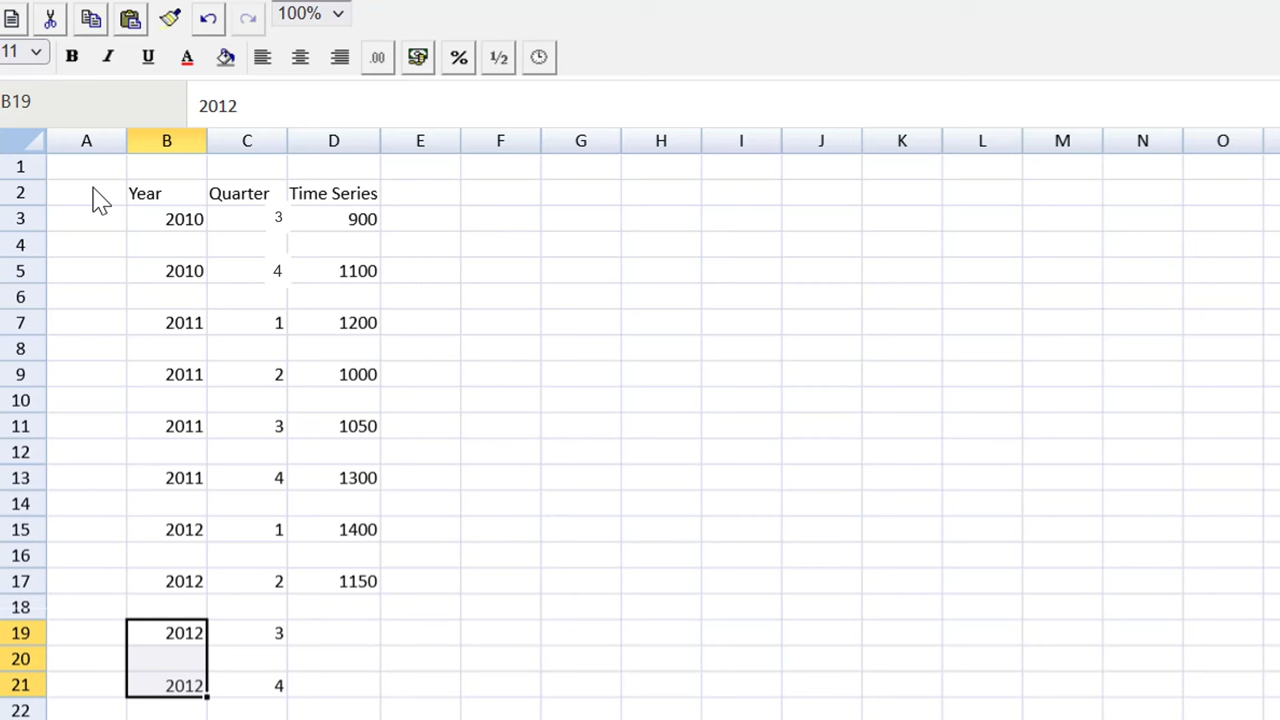 100%
11 B I U A .00 % 1/2
B19 2012
A B C D E F G H I J K L M N O
1
2 Year Quarter Time Series
3 2010 3 900
4
5 2010 4 1100
6
7 2011 1 1200
8
9 2011 2 1000
10
11 2011 3 1050
12
13 2011 4 1300
14
15 2012 1 1400
16
17 2012 2 1150
18
19 2012 3
20
21 2012 4
22